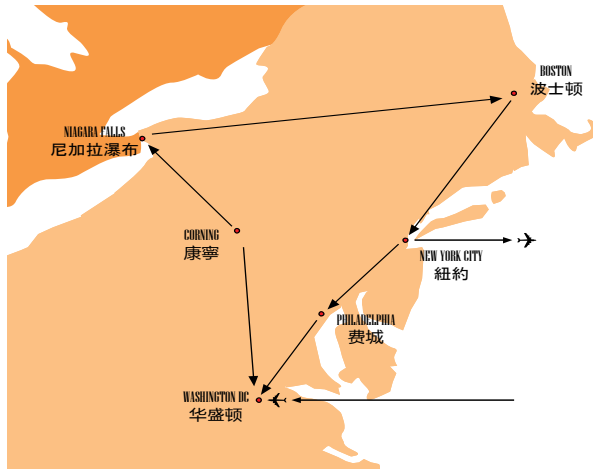 BOSTON
波士顿
NIAGARA FALLS
尼加拉瀑布
CORNING
康寧
NEW YORK CITY
紐約
PHILADELPHIA
费城
WASHINGTON DC
华盛顿